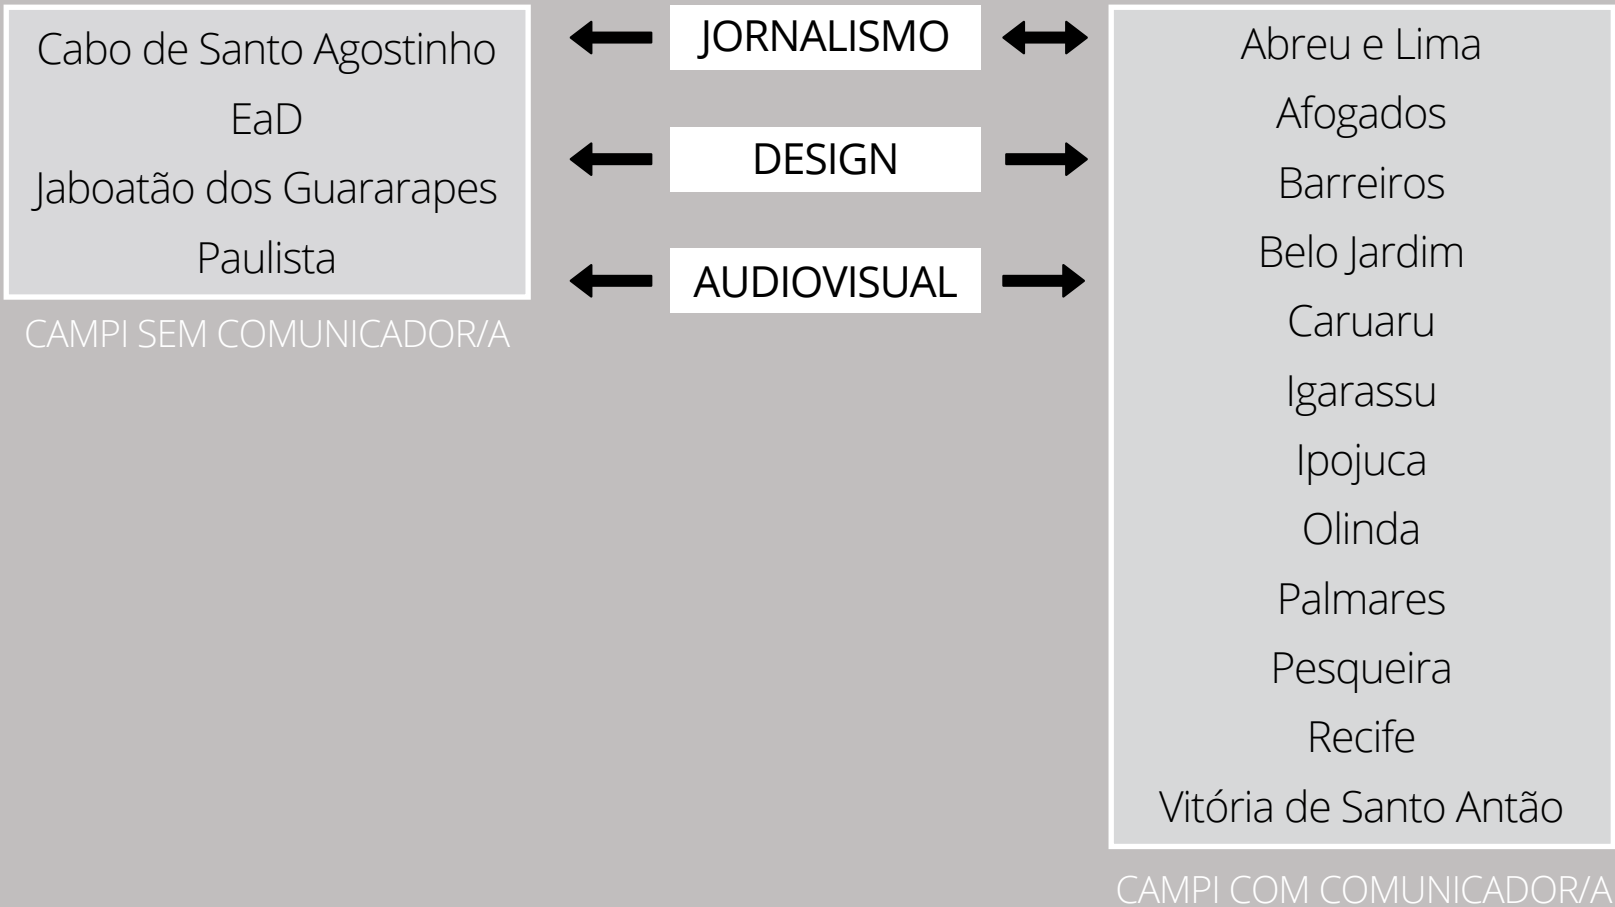 Cabo de Santo Agostinho
EaD
Jaboatão dos Guararapes
Paulista
CAMPI SEM COMUNICADOR/A
JORNALISMO
DESIGN
AUDIOVISUAL
Abreu e Lima
Afogados
Barreiros
Belo Jardim
Caruaru
Igarassu
Ipojuca
Olinda
Palmares
Pesqueira
Recife
Vitória de Santo Antão
CAMPI COM COMUNICADOR/A